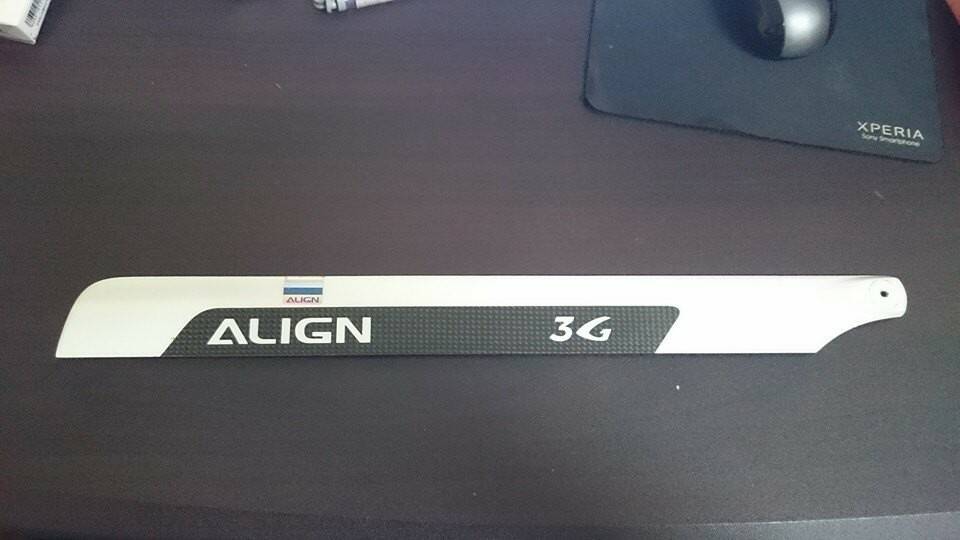 XPERIA
Sony Smartphone
ALIGN
ALIGN
3G